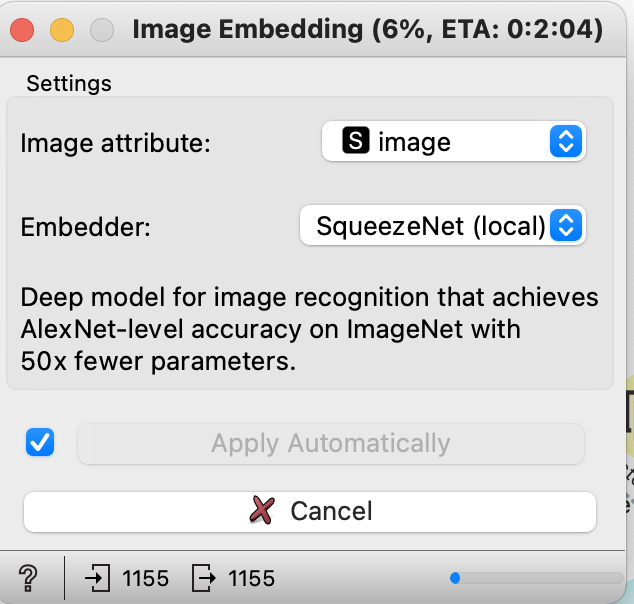 Image Embedding (6%, ETA: 0:2:04)
Settings
Image attribute:
S image
Embedder:
SqueezeNet (local)
Deep model for image recognition that achieves
AlexNet-level accuracy on ImageNet with
50x fewer parameters.
Apply Automatically
Cancel
? 1155 1155